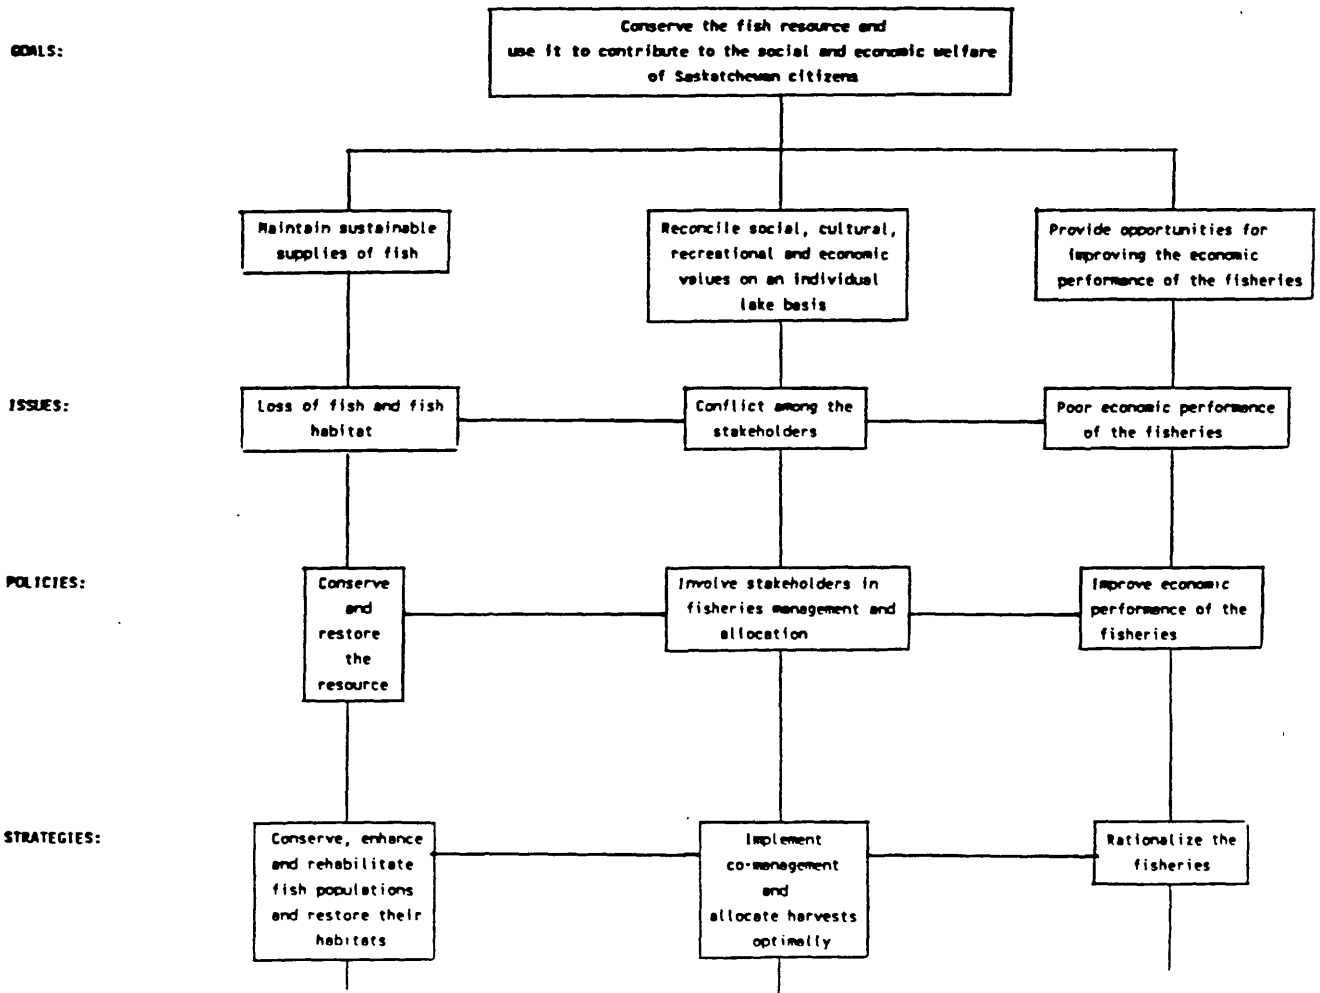 GOALS:
Conserve the fish resource and
use it to contribute to the social and economic welfare
of Saskatchewan citizens
Maintain sustainable
supplies of fish
Reconcile social, cultural,
recreational and economic
values on an individual
lake basis
Provide opportunities for
improving the economic
performance of the fisheries
ISSUES:
Loss of fish and fish
habitat
Conflict among the
stakeholders
Poor economic performance
of the fisheries
POLICIES:
Conserve
and
restore
the
resource
Involve stakeholders in
fisheries management and
allocation
Improve economic
performance of the
fisheries
STRATEGIES:
Conserve, enhance
and rehabilitate
fish populations
and restore their
habitats
Implement
co-management
and
allocate harvests
optimally
Rationalize the
fisheries